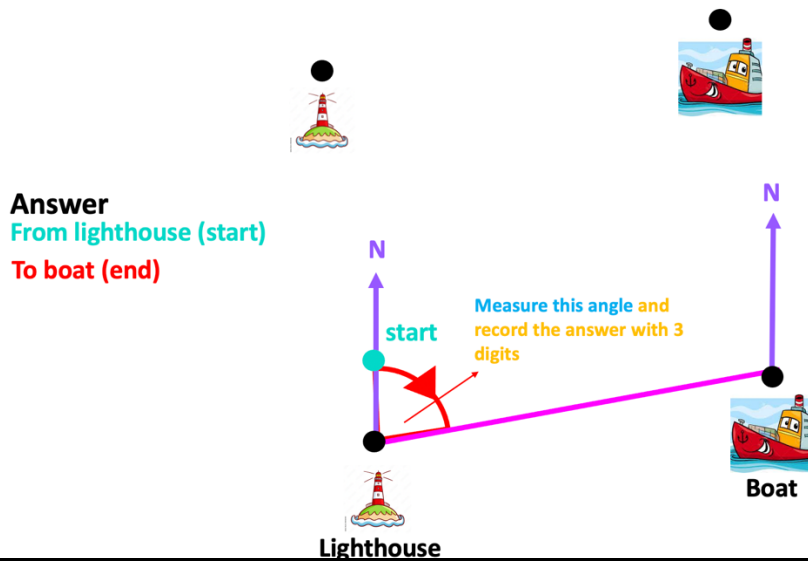 Answer
From lighthouse (start)
To boat (end)
N
N
start
Measure this angle and
record the answer with 3
digits
Boat
Lighthouse